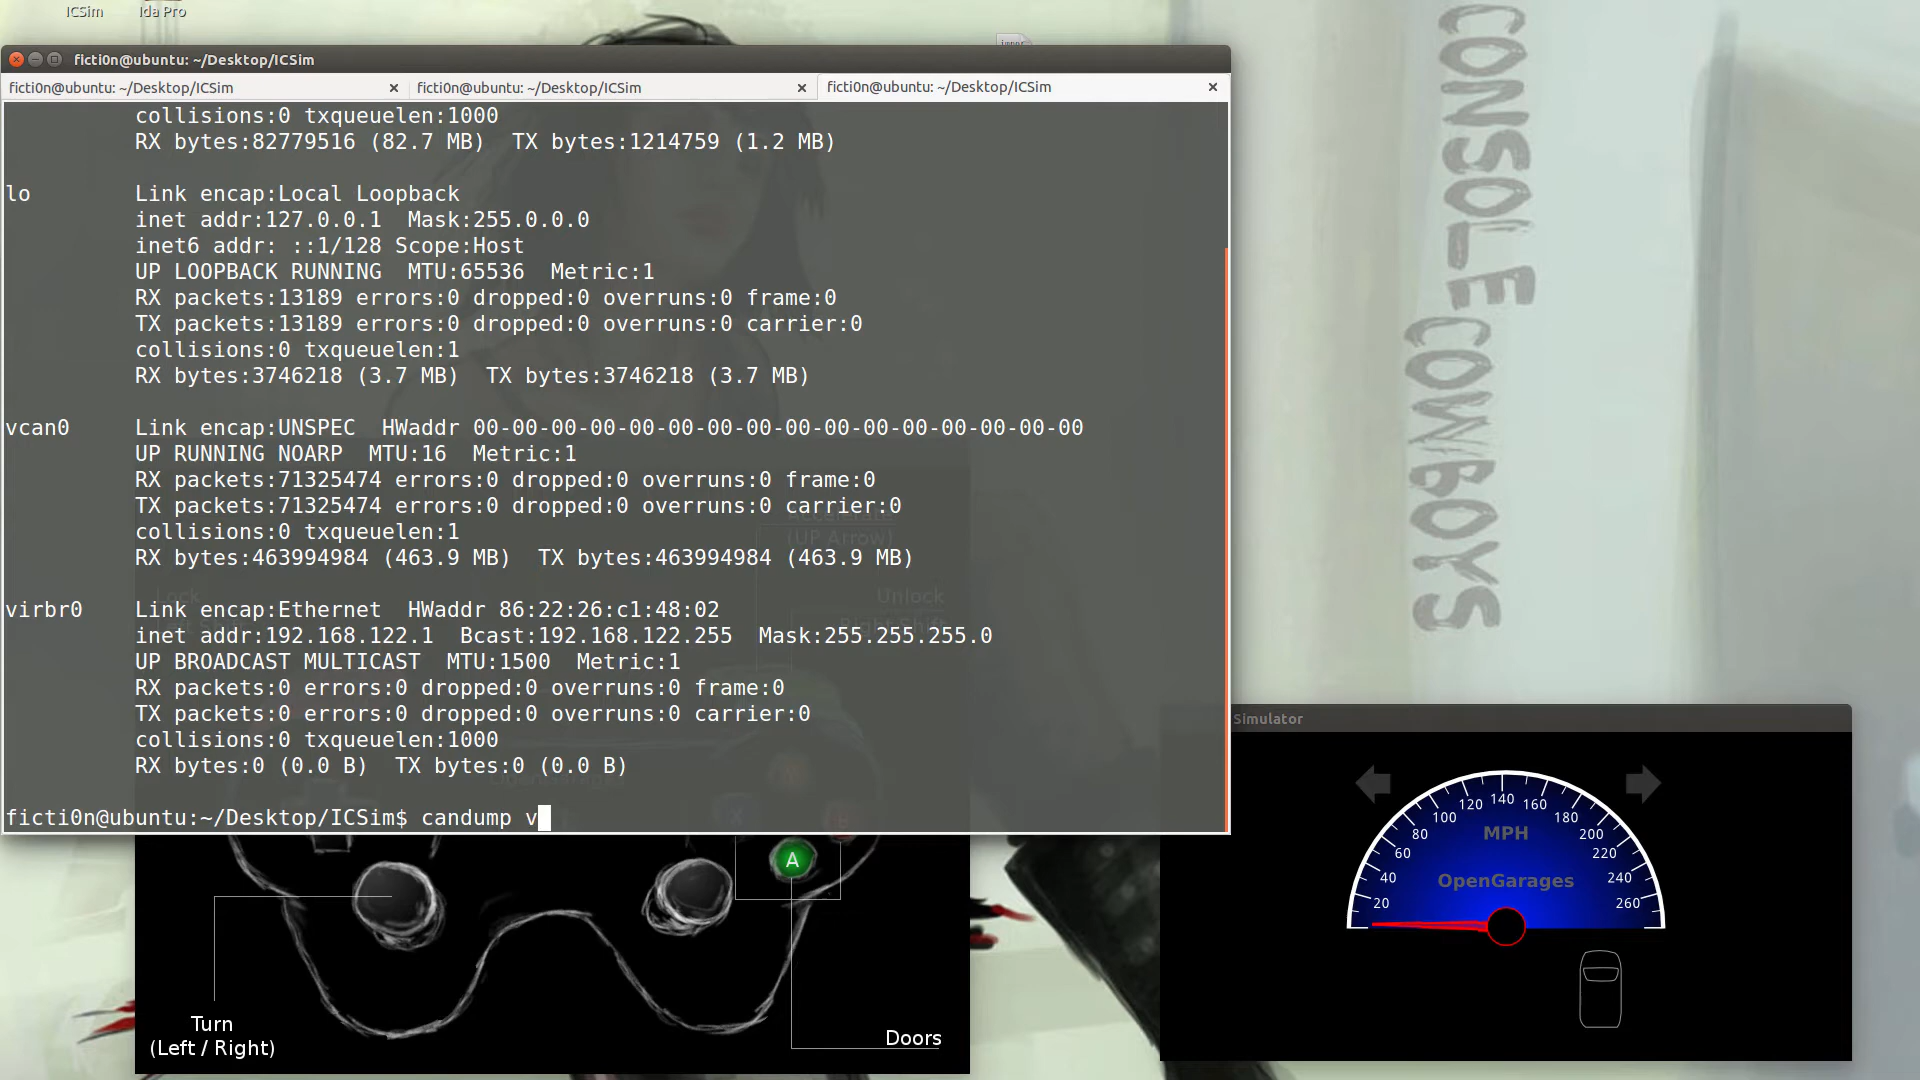 ICSim
Ida Pro
ficti0n@ubuntu: ~/Desktop/ICSim
ficti0n@ubuntu: ~/Desktop/ICSim
ficti0n@ubuntu: ~/Desktop/ICSim
ficti0n@ubuntu: ~/Desktop/ICSim
collisions:0 txqueuelen:1000
RX bytes:82779516 (82.7 MB)  TX bytes:1214759 (1.2 MB)
lo        Link encap:Local Loopback
inet addr:127.0.0.1  Mask:255.0.0.0
inet6 addr: ::1/128 Scope:Host
UP LOOPBACK RUNNING  MTU:65536  Metric:1
RX packets:13189 errors:0 dropped:0 overruns:0 frame:0
TX packets:13189 errors:0 dropped:0 overruns:0 carrier:0
collisions:0 txqueuelen:1
RX bytes:3746218 (3.7 MB)  TX bytes:3746218 (3.7 MB)
vcan0     Link encap:UNSPEC  HWaddr 00-00-00-00-00-00-00-00-00-00-00-00-00-00-00-00
UP RUNNING NOARP  MTU:16  Metric:1
RX packets:71325474 errors:0 dropped:0 overruns:0 frame:0
TX packets:71325474 errors:0 dropped:0 overruns:0 carrier:0
collisions:0 txqueuelen:1
RX bytes:463994984 (463.9 MB)  TX bytes:463994984 (463.9 MB)
virbr0    Link encap:Ethernet  HWaddr 86:22:26:c1:48:02
inet addr:192.168.122.1  Bcast:192.168.122.255  Mask:255.255.255.0
UP BROADCAST MULTICAST  MTU:1500  Metric:1
RX packets:0 errors:0 dropped:0 overruns:0 frame:0
TX packets:0 errors:0 dropped:0 overruns:0 carrier:0
collisions:0 txqueuelen:1000
RX bytes:0 (0.0 B)  TX bytes:0 (0.0 B)
ficti0n@ubuntu:~/Desktop/ICSim$ candump v
Accelerate
(UP Arrow)
Lock
Unlock
Right Shift
A
Turn
(Left / Right)
Doors
CONSOLE COWBOYS
Simulator
20
40
60
80
100
120
140
160
180
200
220
240
260
MPH
OpenGarages